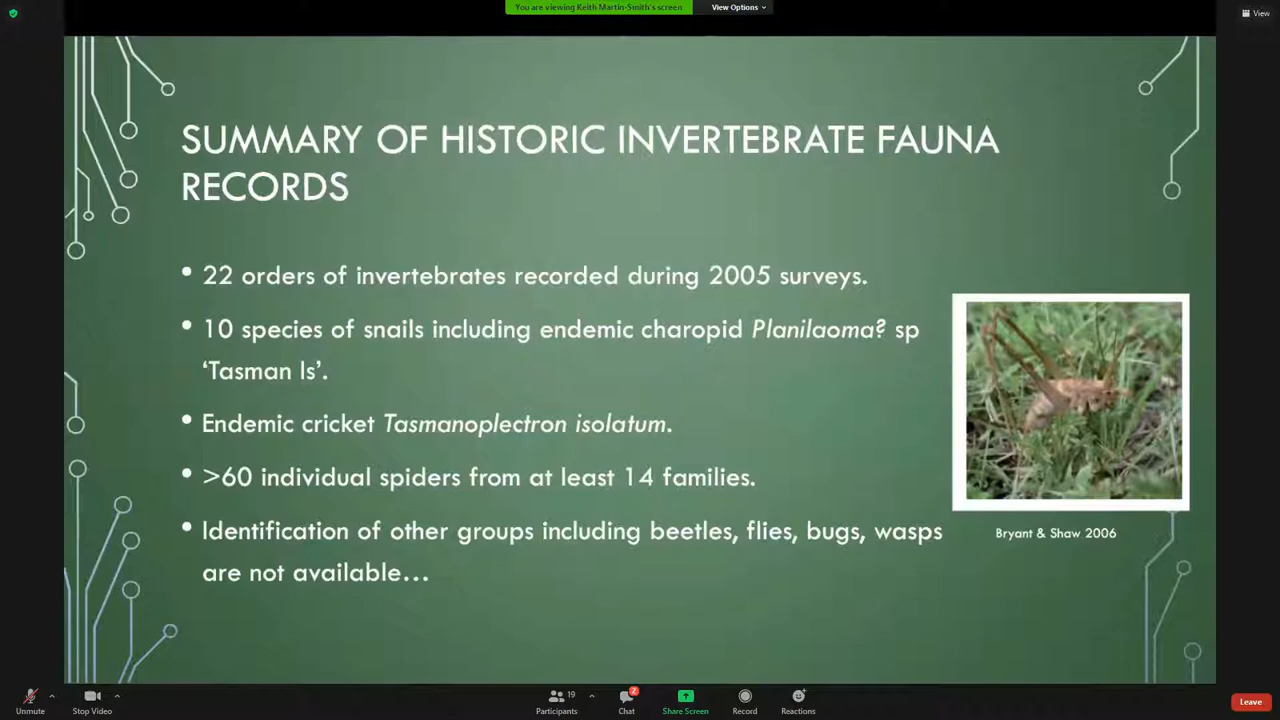 You are viewing Keith Martin-Smith's screen
View Options
View
SUMMARY OF HISTORIC INVERTEBRATE FAUNA
RECORDS
• 22 orders of invertebrates recorded during 2005 surveys.
• 10 species of snails including endemic charopid Planilaoma? sp
‘Tasman Is’.
• Endemic cricket Tasmanoplectron isolatum.
• >60 individual spiders from at least 14 families.
• Identification of other groups including beetles, flies, bugs, wasps
are not available…
Bryant & Shaw 2006
Unmute
Stop Video
19
Participants
2
Chat
Share Screen
Record
Reactions
Leave